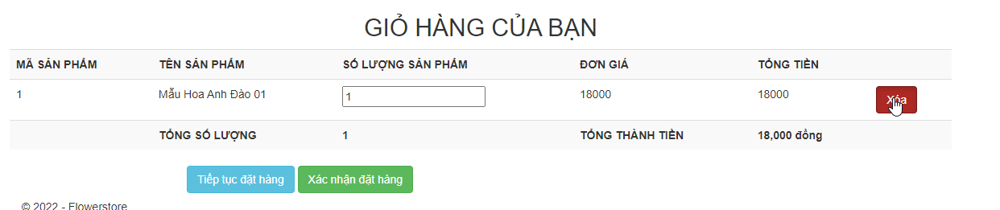 GIỎ HÀNG CỦA BẠN
MÃ SẢN PHẨM TÊN SẢN PHẨM SỐ LƯỢNG SẢN PHẨM ĐƠN GIÁ TỔNG TIỀN
1 Mẫu Hoa Anh Đào 01 1 18000 18000 Xóa
TỔNG SỐ LƯỢNG 1 TỔNG THÀNH TIỀN 18,000 đồng
Tiếp tục đặt hàng Xác nhận đặt hàng
© 2022 - Flowerstore